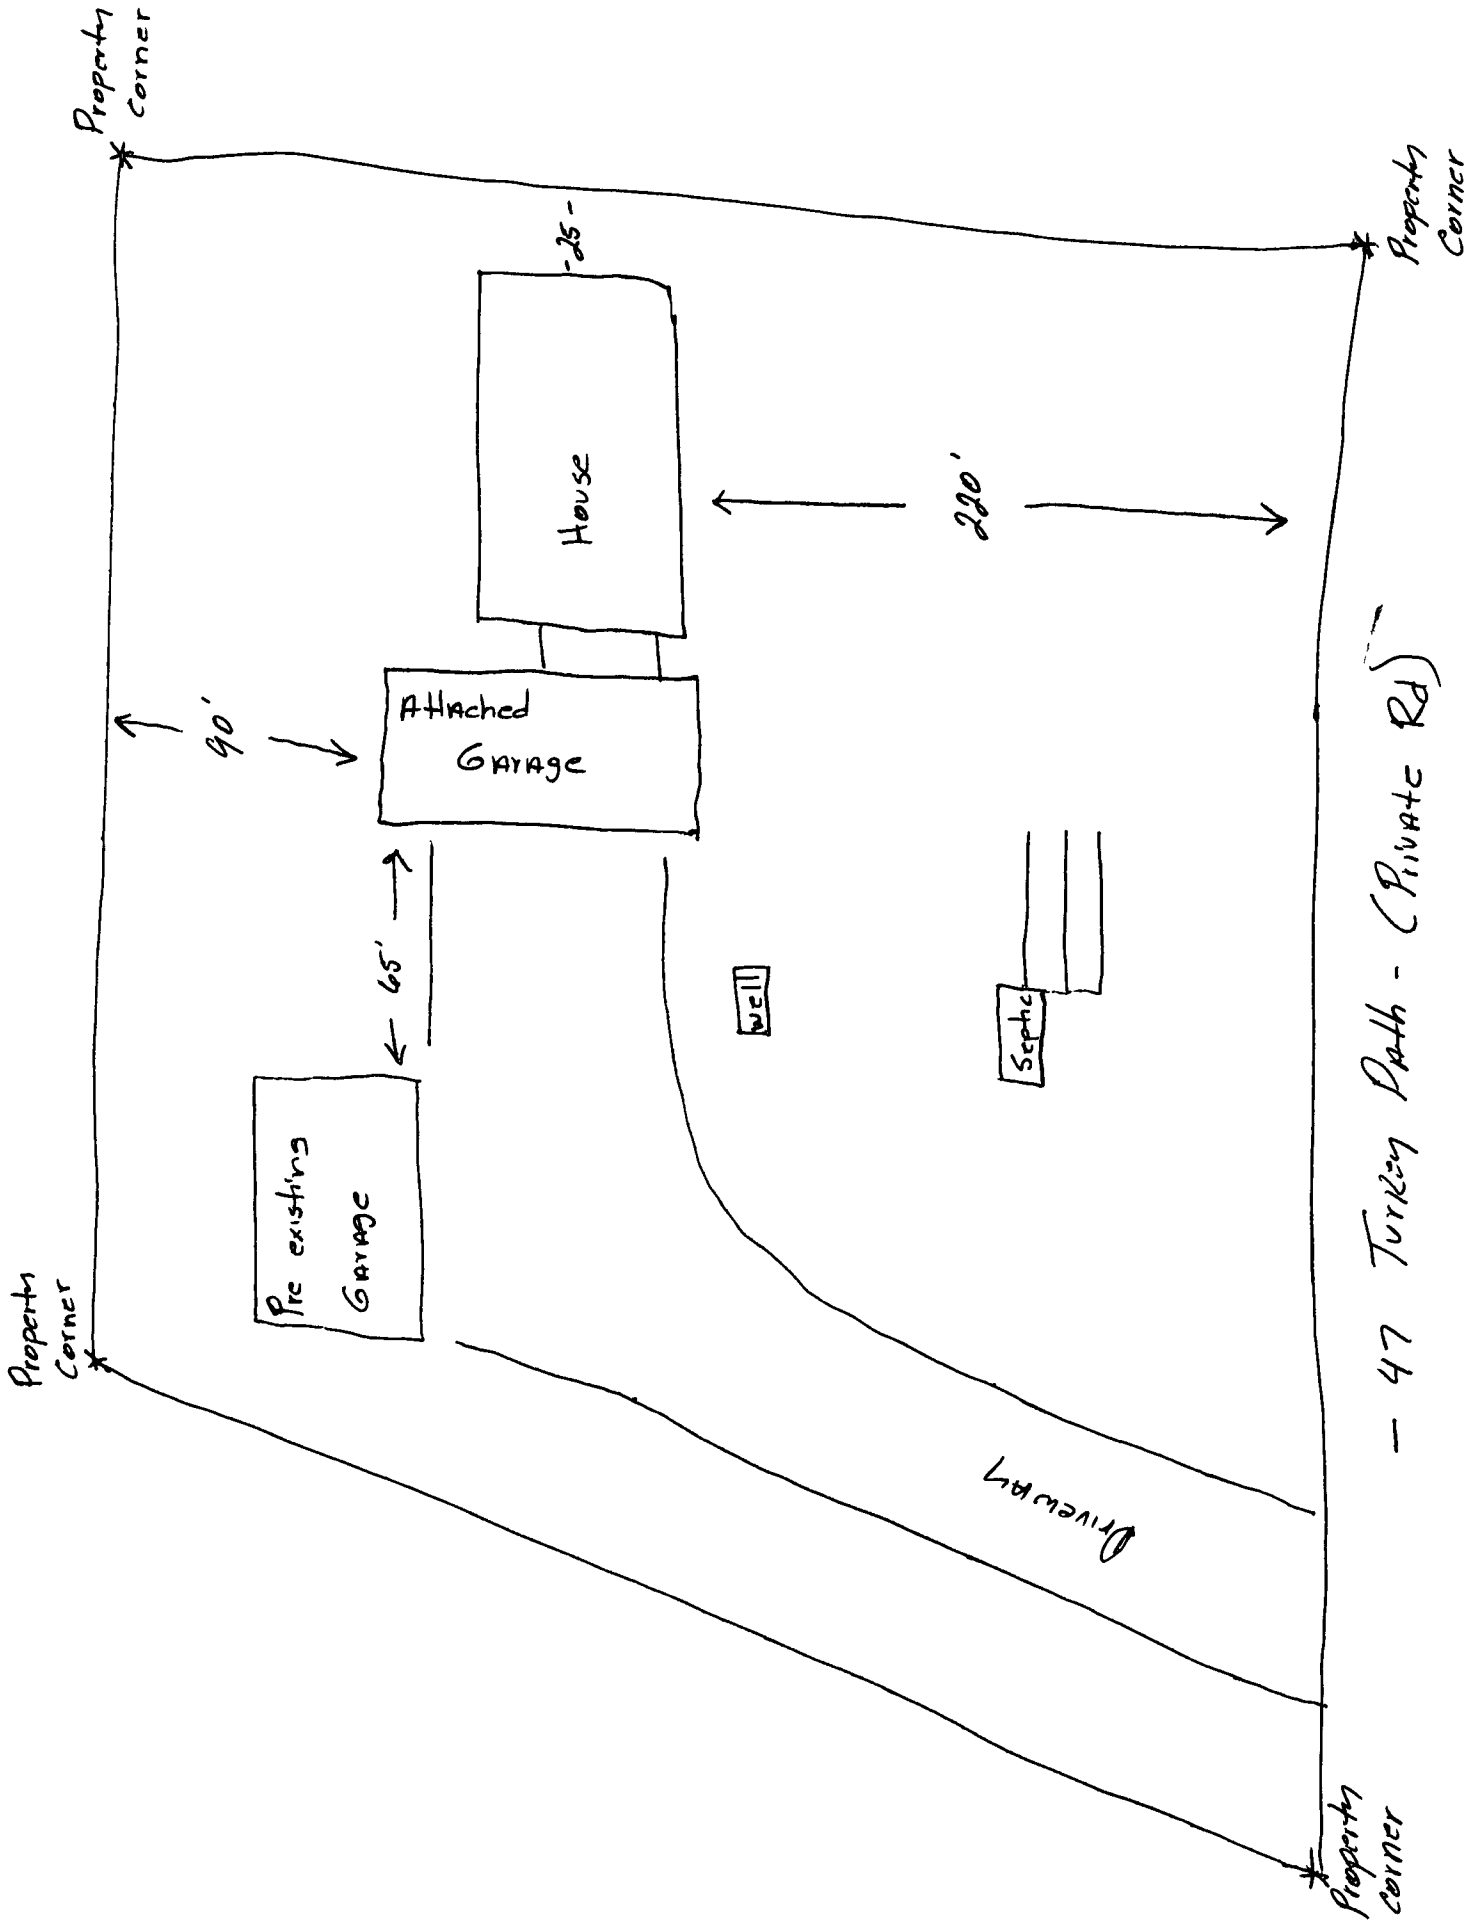 Property
Corner
Property
Corner
90'
Pre existing
Garage
65'
Attached
Garage
House
-25-
well
Septic
220'
Driveway
Property
Corner
Property
Corner
- 47 Turkey Path - (Private Rd) -